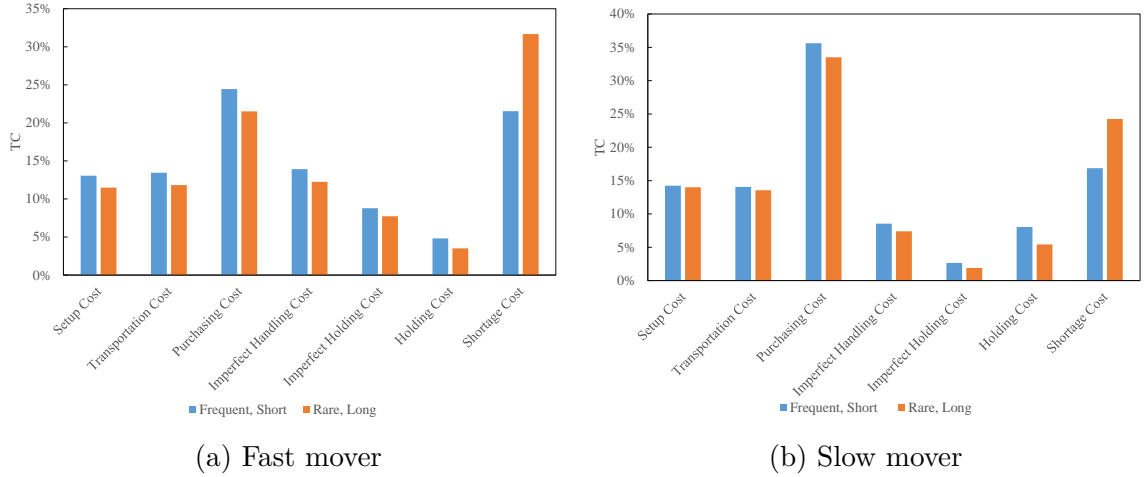 35%
30%
25%
20%
15%
10%
5%
0%
TC
Setup Cost
Transportation Cost
Purchasing Cost
Imperfect Handling Cost
Imperfect Holding Cost
Holding Cost
Shortage Cost
Frequent, Short
Rare, Long
(a) Fast mover
40%
35%
30%
25%
20%
15%
10%
5%
0%
TC
Setup Cost
Transportation Cost
Purchasing Cost
Imperfect Handling Cost
Imperfect Holding Cost
Holding Cost
Shortage Cost
Frequent, Short
Rare, Long
(b) Slow mover